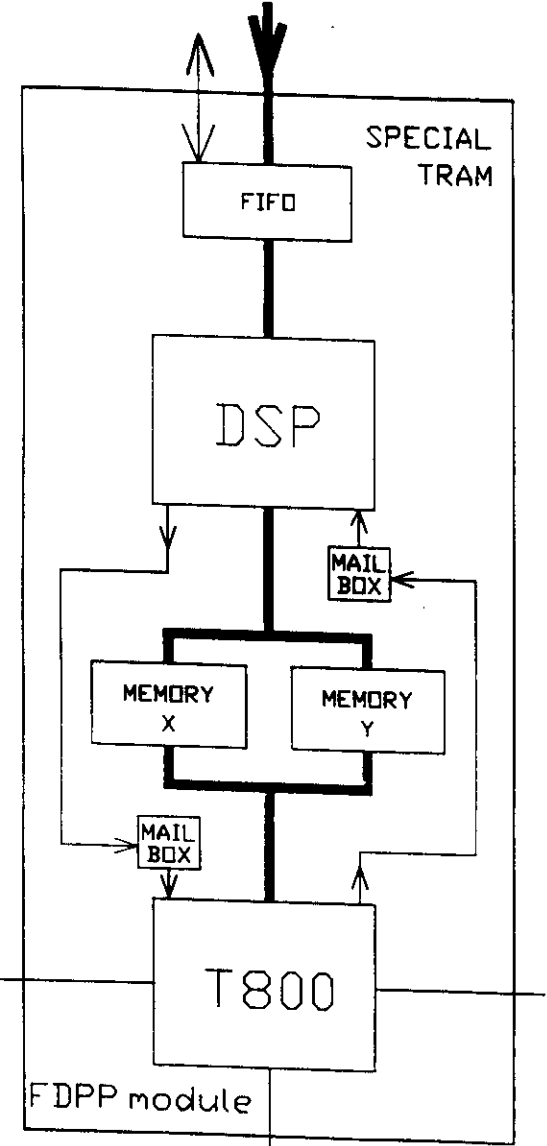 SPECIAL
TRAM
FIFO
DSP
MAIL
BOX
MEMORY
X
MEMORY
Y
MAIL
BOX
T800
FDPP module